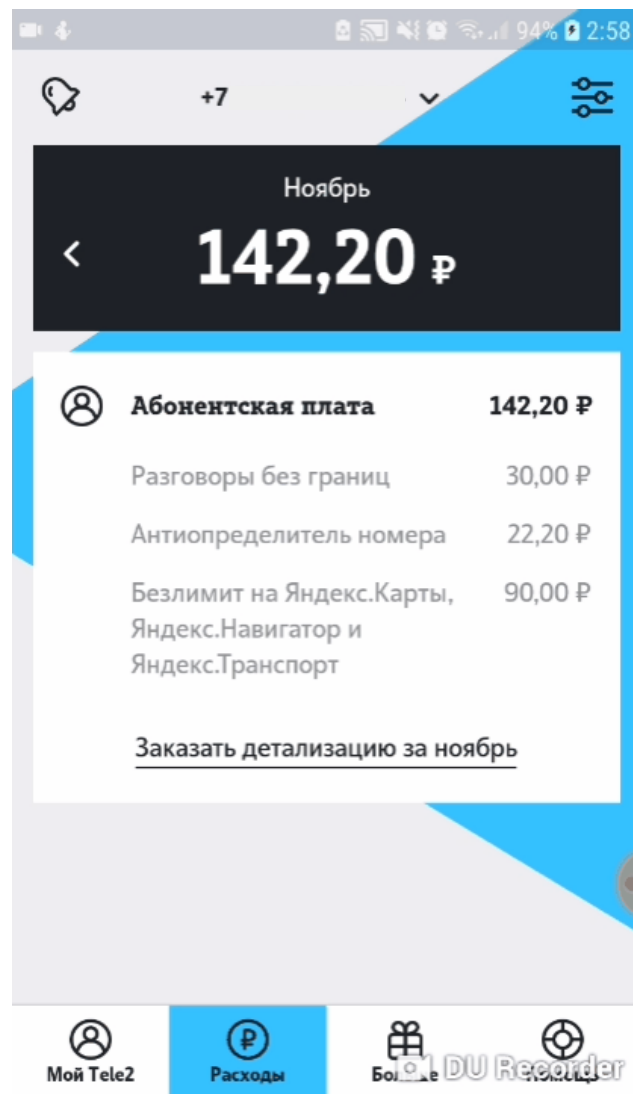 94% 2:58
+7
Ноябрь
142,20 ₽
Абонентская плата 142,20 ₽
Разговоры без границ 30,00 ₽
Антиопределитель номера 22,20 ₽
Безлимит на Яндекс.Карты, 90,00 ₽
Яндекс.Навигатор и
Яндекс.Транспорт
Заказать детализацию за ноябрь
Мой Tele2 Расходы Больше Помощь
DU Recorder